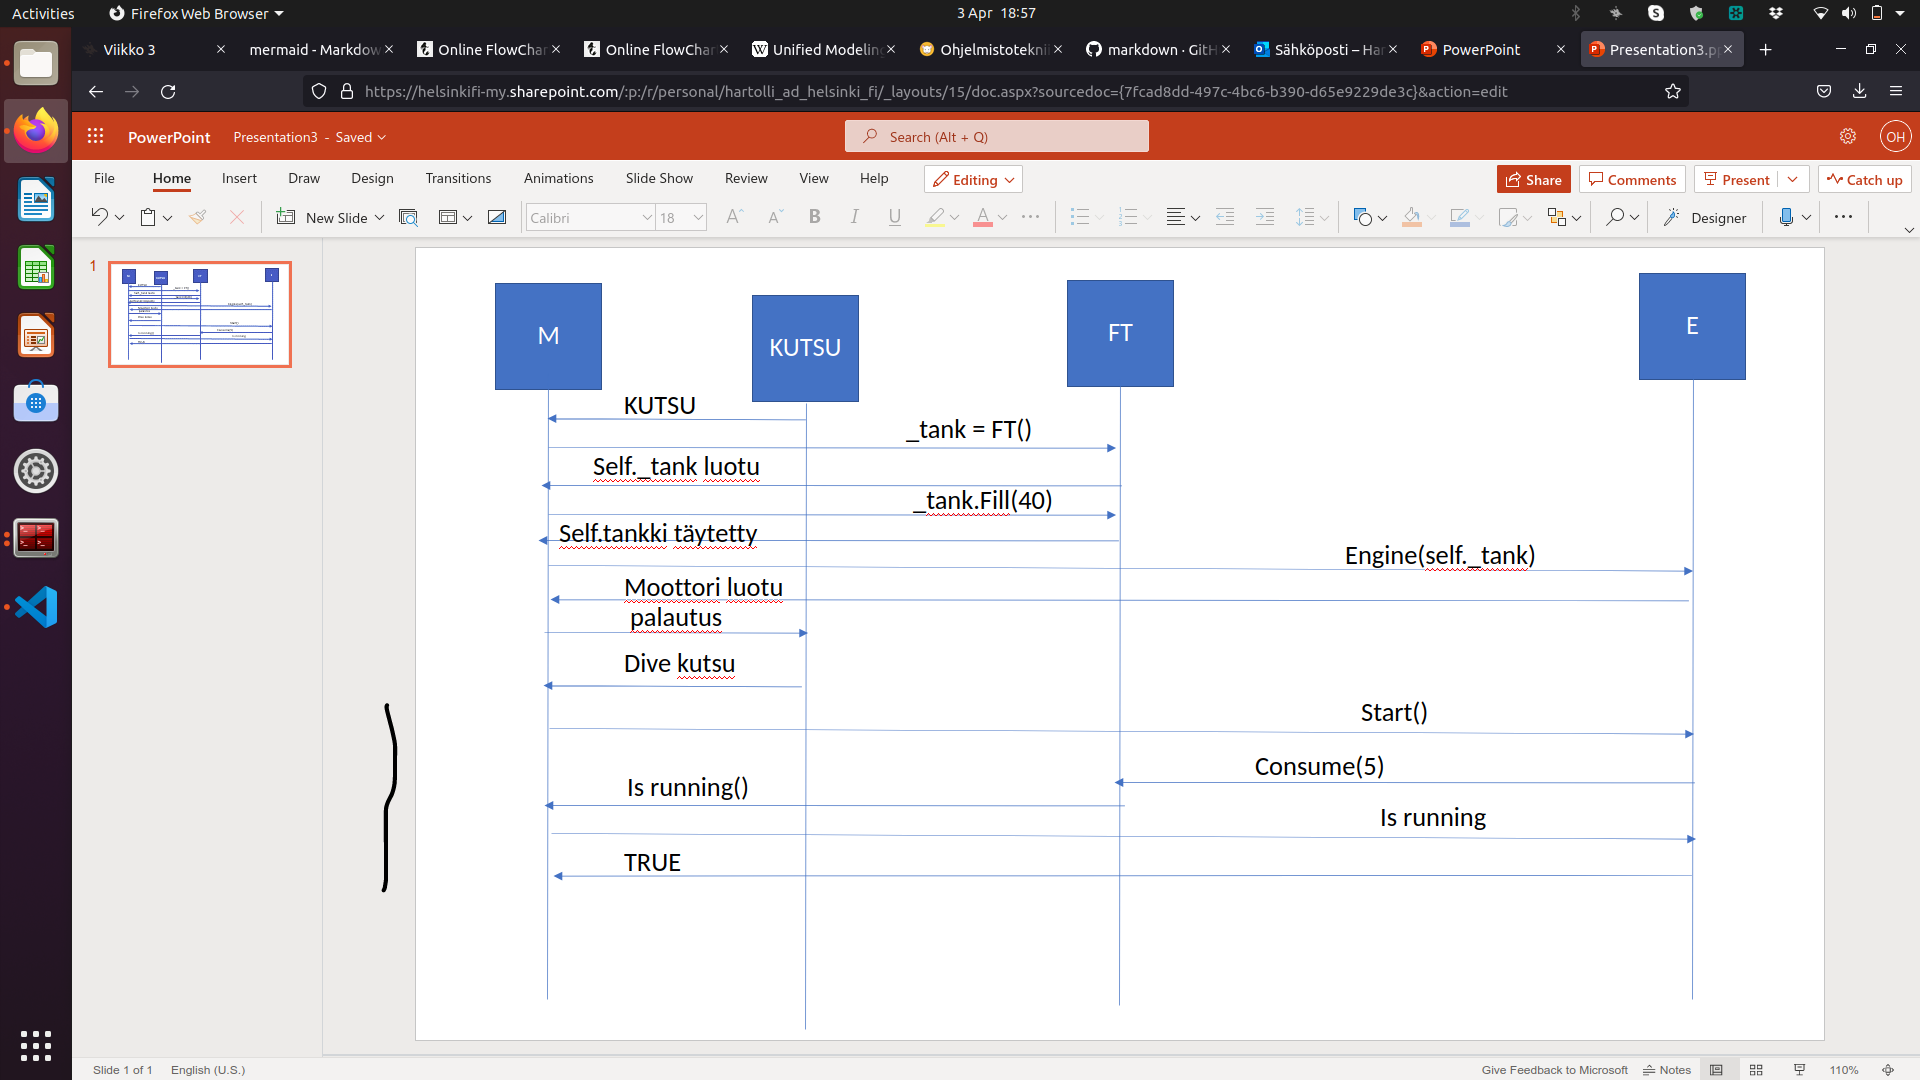 Activities
Firefox Web Browser
3 Apr 18:57
Viikko 3
mermaid - Markdow
Online FlowChar
Online FlowChar
Unified Modelin
Ohjelmistotekni
markdown · GitH
Sähköposti – Har
PowerPoint
Presentation3.pp
https://helsinkifi-my.sharepoint.com/:p:/r/personal/hartolli_ad_helsinki_fi/_layouts/15/doc.aspx?sourcedoc={7fcad8dd-497c-4bc6-b390-d65e9229de3c}&action=edit
PowerPoint
Presentation3 - Saved
Search (Alt + Q)
OH
File Home Insert Draw Design Transitions Animations Slide Show Review View Help
Editing
Share
Comments
Present
Catch up
New Slide
Calibri
18
B I U
Designer
1
M
KUTSU
FT
E
KUTSU
_tank = FT()
Self._tank luotu
_tank.Fill(40)
Self.tankki täytetty
Engine(self._tank)
Moottori luotu
palautus
Dive kutsu
Start()
Consume(5)
Is running()
Is running
TRUE
Slide 1 of 1
English (U.S.)
Give Feedback to Microsoft
Notes
110%